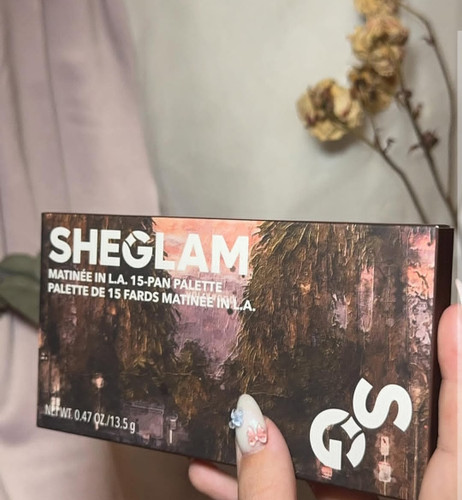 SHEGLAM
MATINÉE IN L.A. 15-PAN PALETTE
PALETTE DE 15 FARDS MATINÉE IN L.A.
NET WT. 0.47 OZ./13.5 g
SG